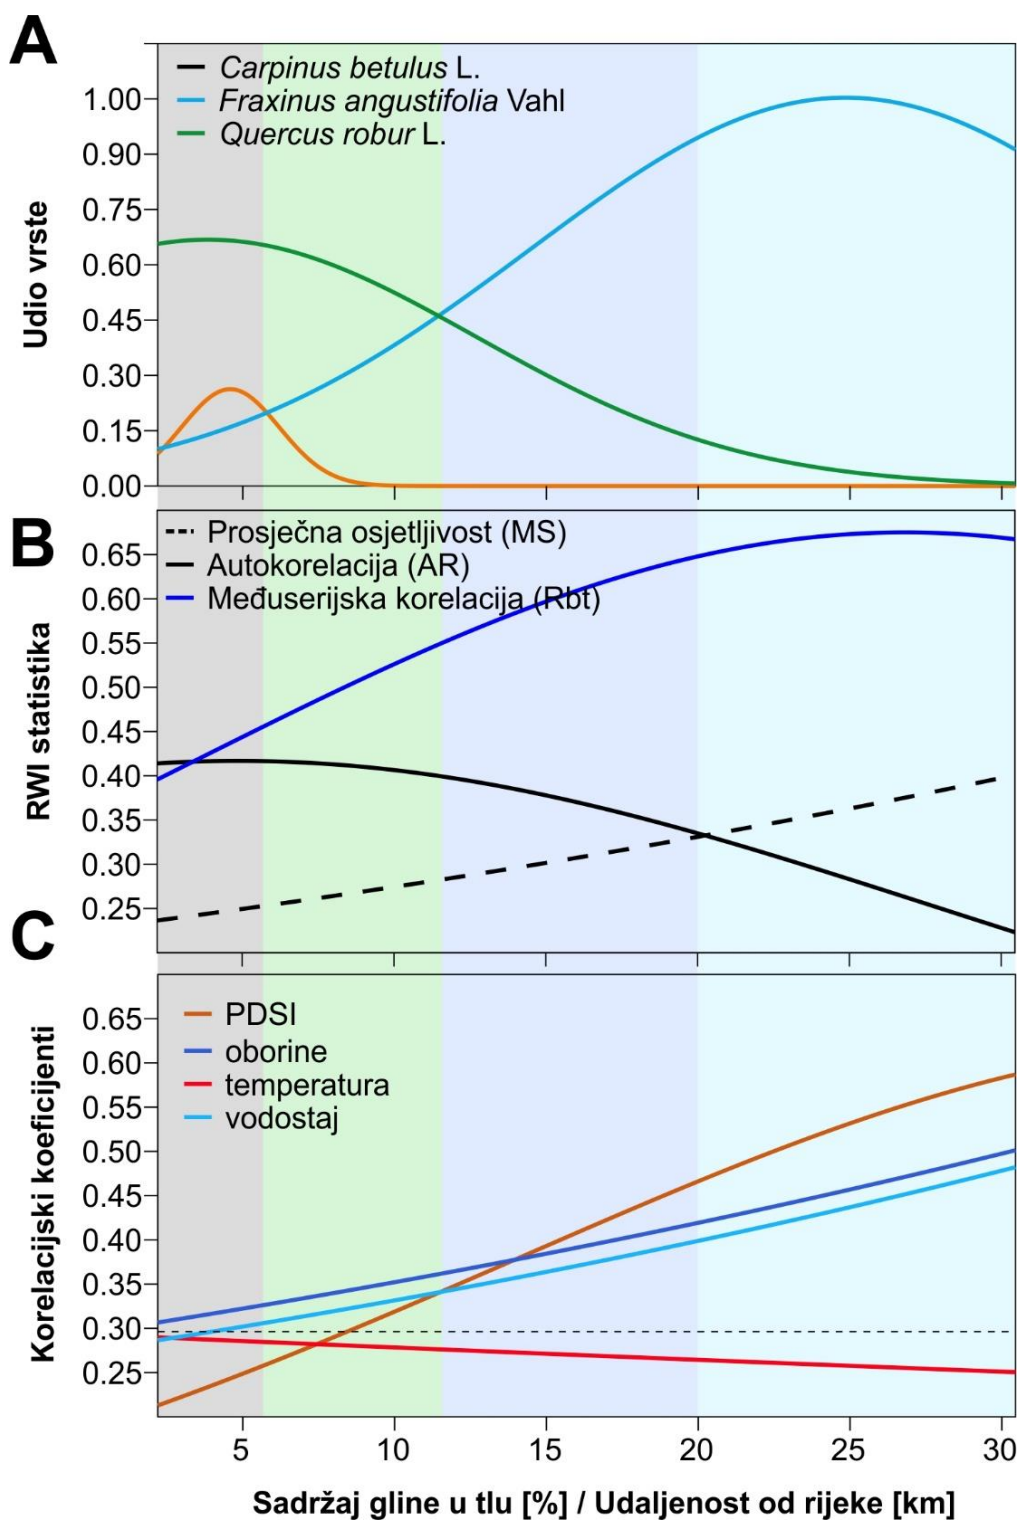 A
Carpinus betulus L.
Fraxinus angustifolia Vahl
Quercus robur L.
Udio vrste
1.00
0.90
0.75
0.60
0.45
0.30
0.15
0.00
B
Prosječna osjetljivost (MS)
Autokorelacija (AR)
Međuserijska korelacija (Rbt)
RWI statistika
0.65
0.60
0.55
0.50
0.45
0.40
0.35
0.30
0.25
C
PDSI
oborine
temperatura
vodostaj
Korelacijski koeficijenti
0.65
0.60
0.55
0.50
0.45
0.40
0.35
0.30
0.25
5 10 15 20 25 30
Sadržaj gline u tlu [%] / Udaljenost od rijeke [km]